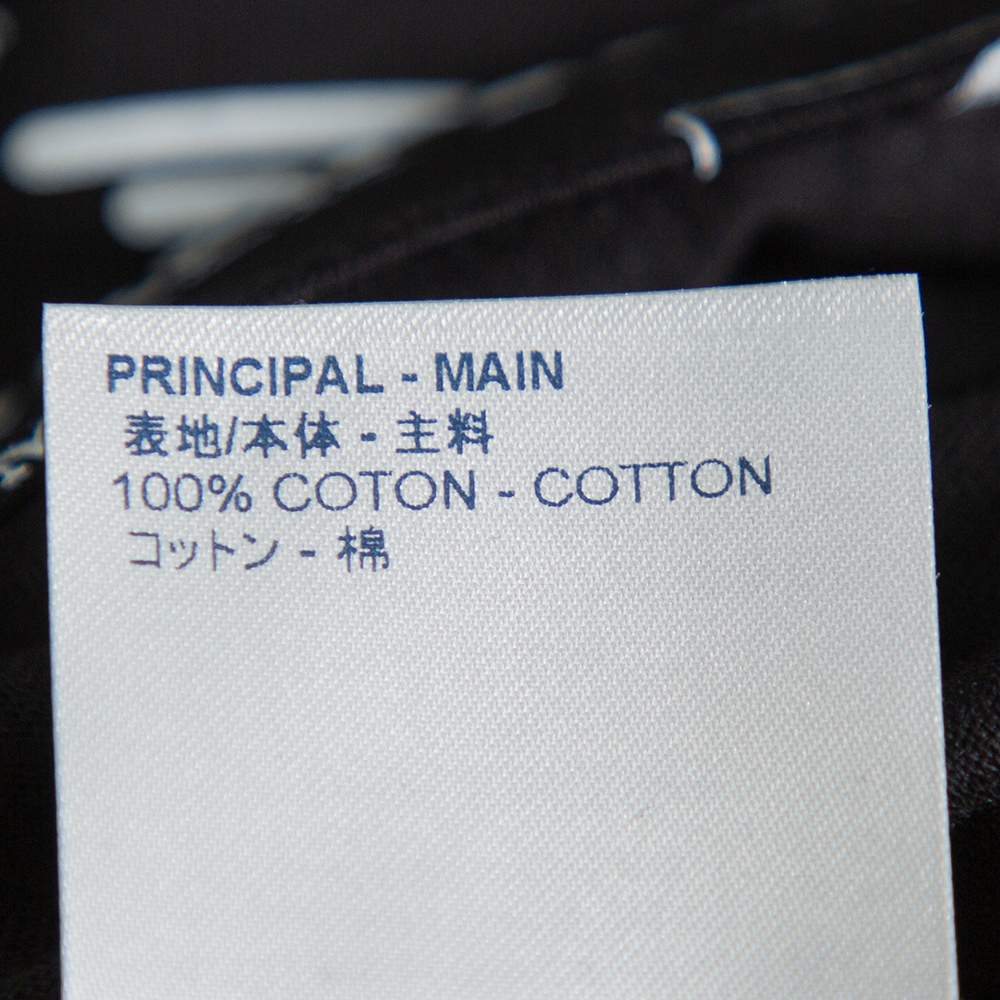 PRINCIPAL - MAIN
表地/本体 - 主料
100% COTON - COTTON
コットン - 棉